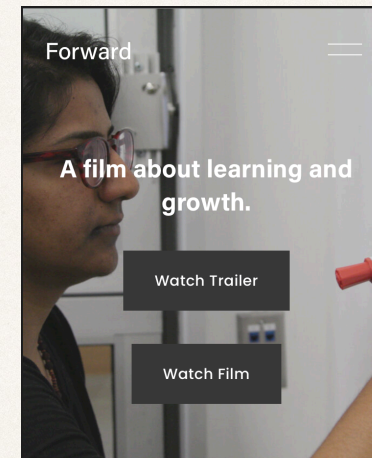 Forward
A film about learning and
growth.
Watch Trailer
Watch Film